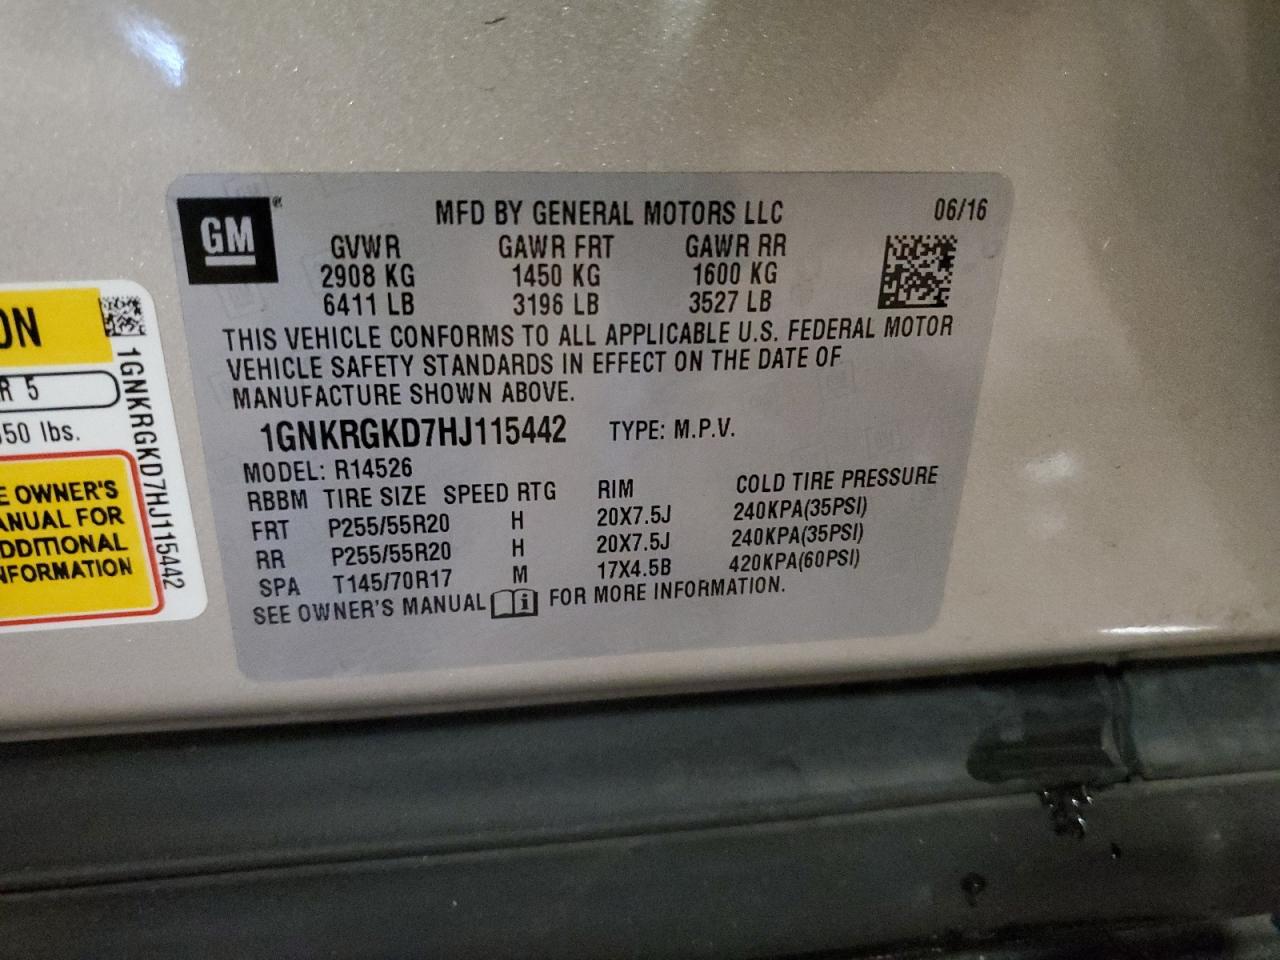 GM ®
MFD BY GENERAL MOTORS LLC 06/16
GVWR GAWR FRT GAWR RR
2908 KG 1450 KG 1600 KG
6411 LB 3196 LB 3527 LB
THIS VEHICLE CONFORMS TO ALL APPLICABLE U.S. FEDERAL MOTOR
VEHICLE SAFETY STANDARDS IN EFFECT ON THE DATE OF
MANUFACTURE SHOWN ABOVE.
1GNKRGKD7HJ115442 TYPE: M.P.V.
MODEL: R14526
RBBM TIRE SIZE SPEED RTG RIM COLD TIRE PRESSURE
FRT P255/55R20 H 20X7.5J 240KPA(35PSI)
RR P255/55R20 H 20X7.5J 240KPA(35PSI)
SPA T145/70R17 M 17X4.5B 420KPA(60PSI)
SEE OWNER'S MANUAL i FOR MORE INFORMATION.
ON
R 5
50 lbs.
E OWNER'S
ANUAL FOR
DDITIONAL
NFORMATION
1GNKRGKD7HJ115442